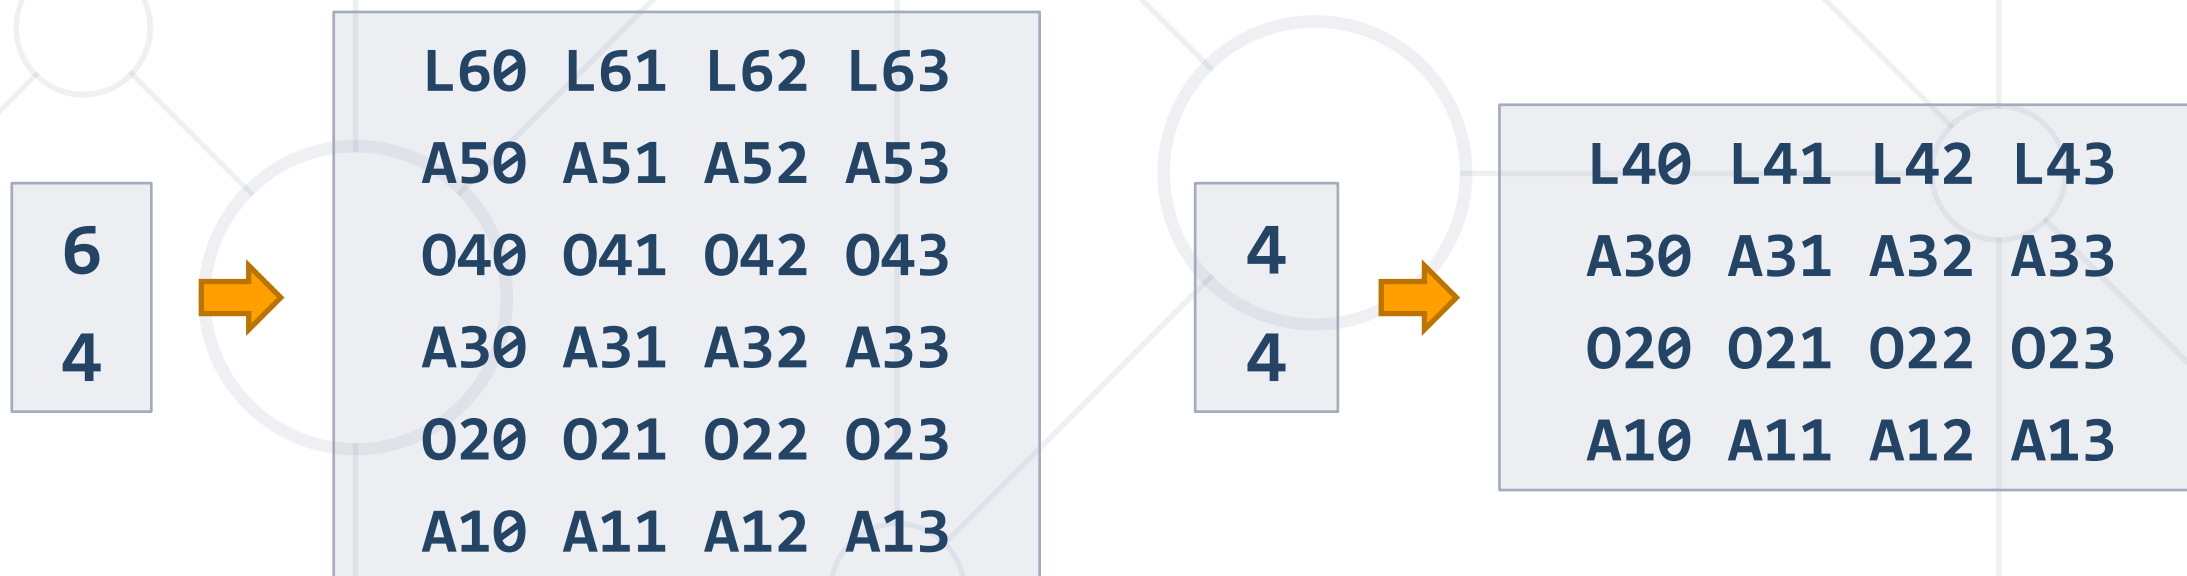 6
4
L60 L61 L62 L63
A50 A51 A52 A53
O40 O41 O42 O43
A30 A31 A32 A33
O20 O21 O22 O23
A10 A11 A12 A13
4
4
L40 L41 L42 L43
A30 A31 A32 A33
O20 O21 O22 O23
A10 A11 A12 A13